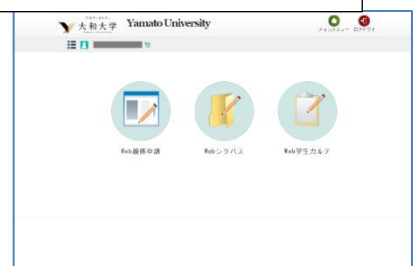 大和大学 Yamato University
メインメニュー ログアウト
Web履修申請 Webシラバス Web学生カルテ